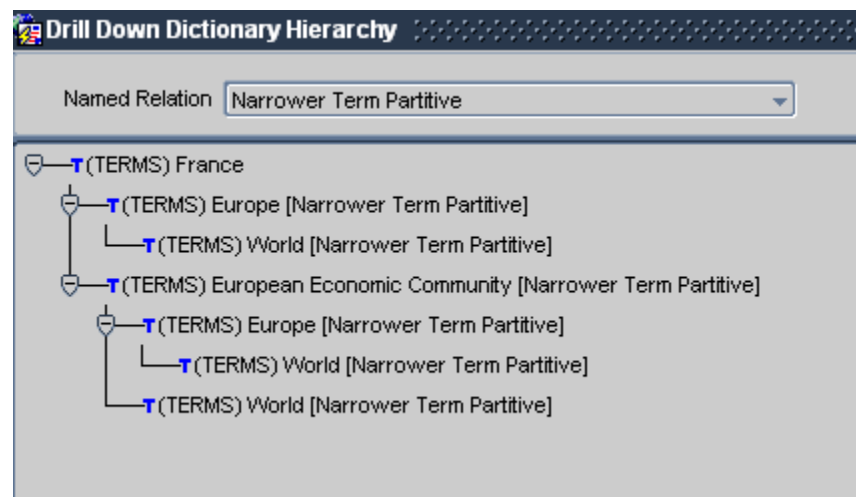 Drill Down Dictionary Hierarchy
Named Relation Narrower Term Partitive
T (TERMS) France
T (TERMS) Europe [Narrower Term Partitive]
T (TERMS) World [Narrower Term Partitive]
T (TERMS) European Economic Community [Narrower Term Partitive]
T (TERMS) Europe [Narrower Term Partitive]
T (TERMS) World [Narrower Term Partitive]
T (TERMS) World [Narrower Term Partitive]